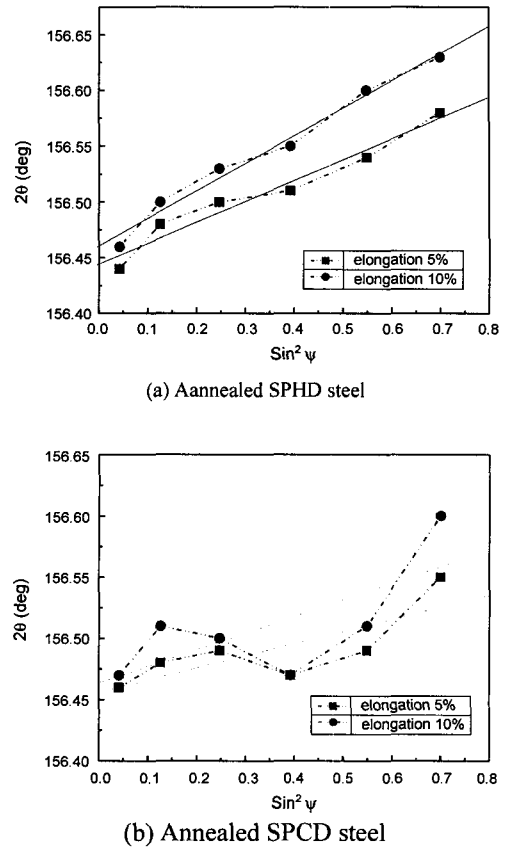 156.65
156.60
156.55
156.50
156.45
156.40
2θ (deg)
elongation 5%
elongation 10%
0.0 0.1 0.2 0.3 0.4 0.5 0.6 0.7 0.8
Sin² ψ
(a) Aannealed SPHD steel
156.65
156.60
156.55
156.50
156.45
156.40
2θ (deg)
elongation 5%
elongation 10%
0.0 0.1 0.2 0.3 0.4 0.5 0.6 0.7 0.8
Sin² ψ
(b) Annealed SPCD steel